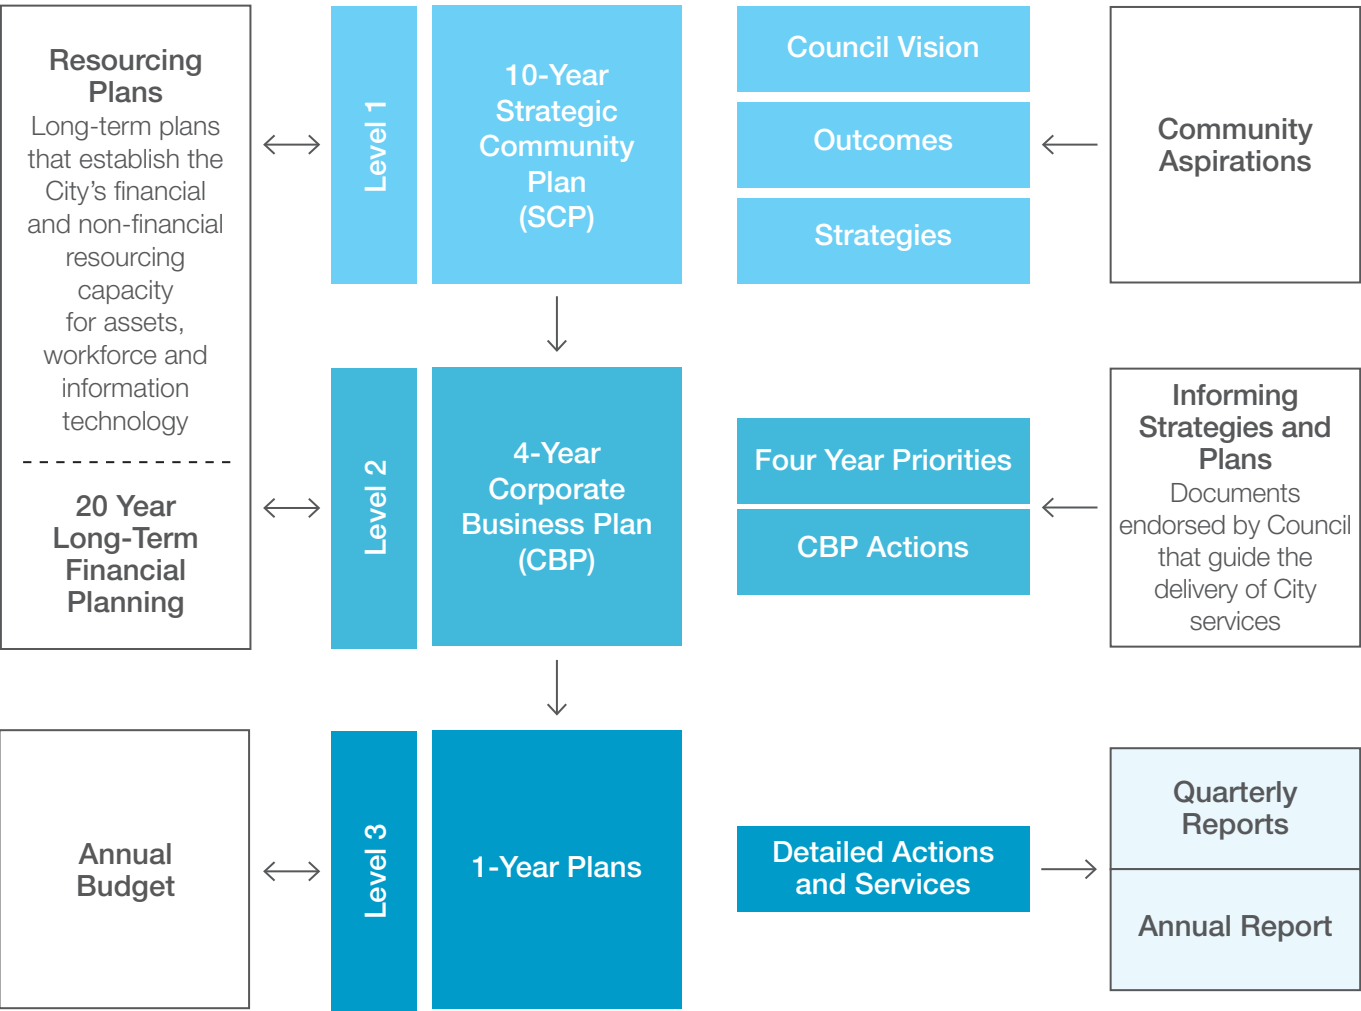 Resourcing
Plans
Long-term plans
that establish the
City’s financial
and non-financial
resourcing
capacity
for assets,
workforce and
information
technology
20 Year
Long-Term
Financial
Planning
Level 1
10-Year
Strategic
Community
Plan
(SCP)
Council Vision
Outcomes
Strategies
Community
Aspirations
Level 2
4-Year
Corporate
Business Plan
(CBP)
Four Year Priorities
CBP Actions
Informing
Strategies and
Plans
Documents
endorsed by Council
that guide the
delivery of City
services
Annual
Budget
Level 3
1-Year Plans
Detailed Actions
and Services
Quarterly
Reports
Annual Report